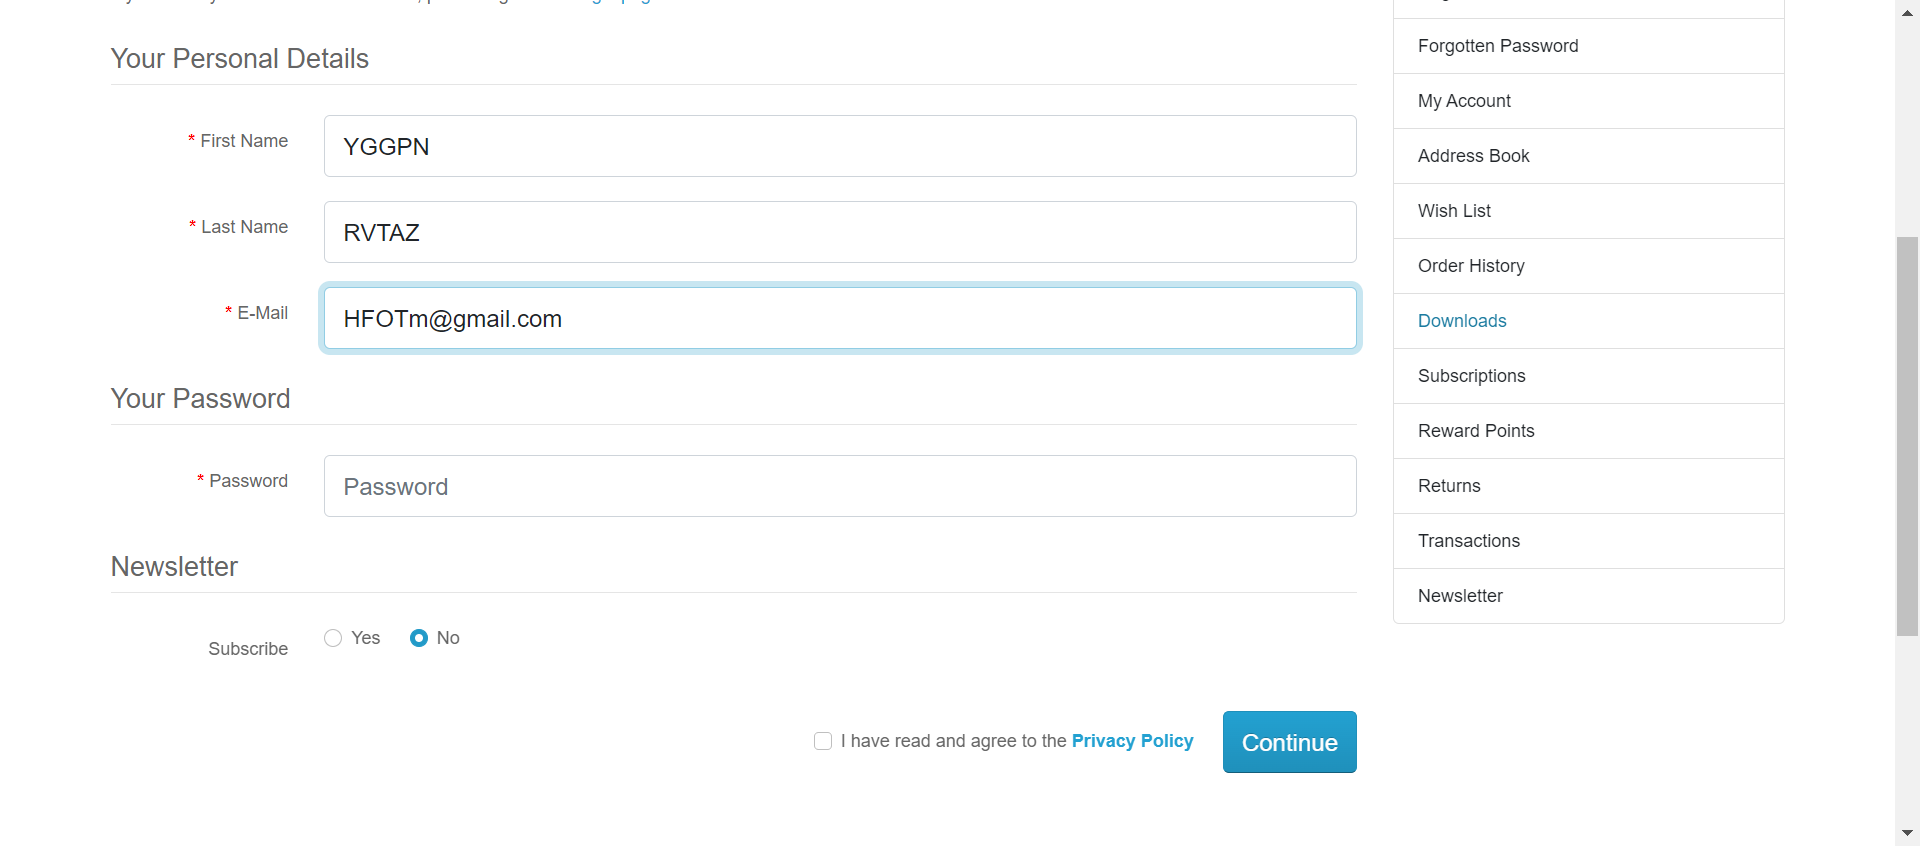 Your Personal Details
* First Name
YGGPN
* Last Name
RVTAZ
* E-Mail
HFOTm@gmail.com
Your Password
* Password
Password
Newsletter
Subscribe
Yes
No
I have read and agree to the Privacy Policy
Continue
Forgotten Password
My Account
Address Book
Wish List
Order History
Downloads
Subscriptions
Reward Points
Returns
Transactions
Newsletter